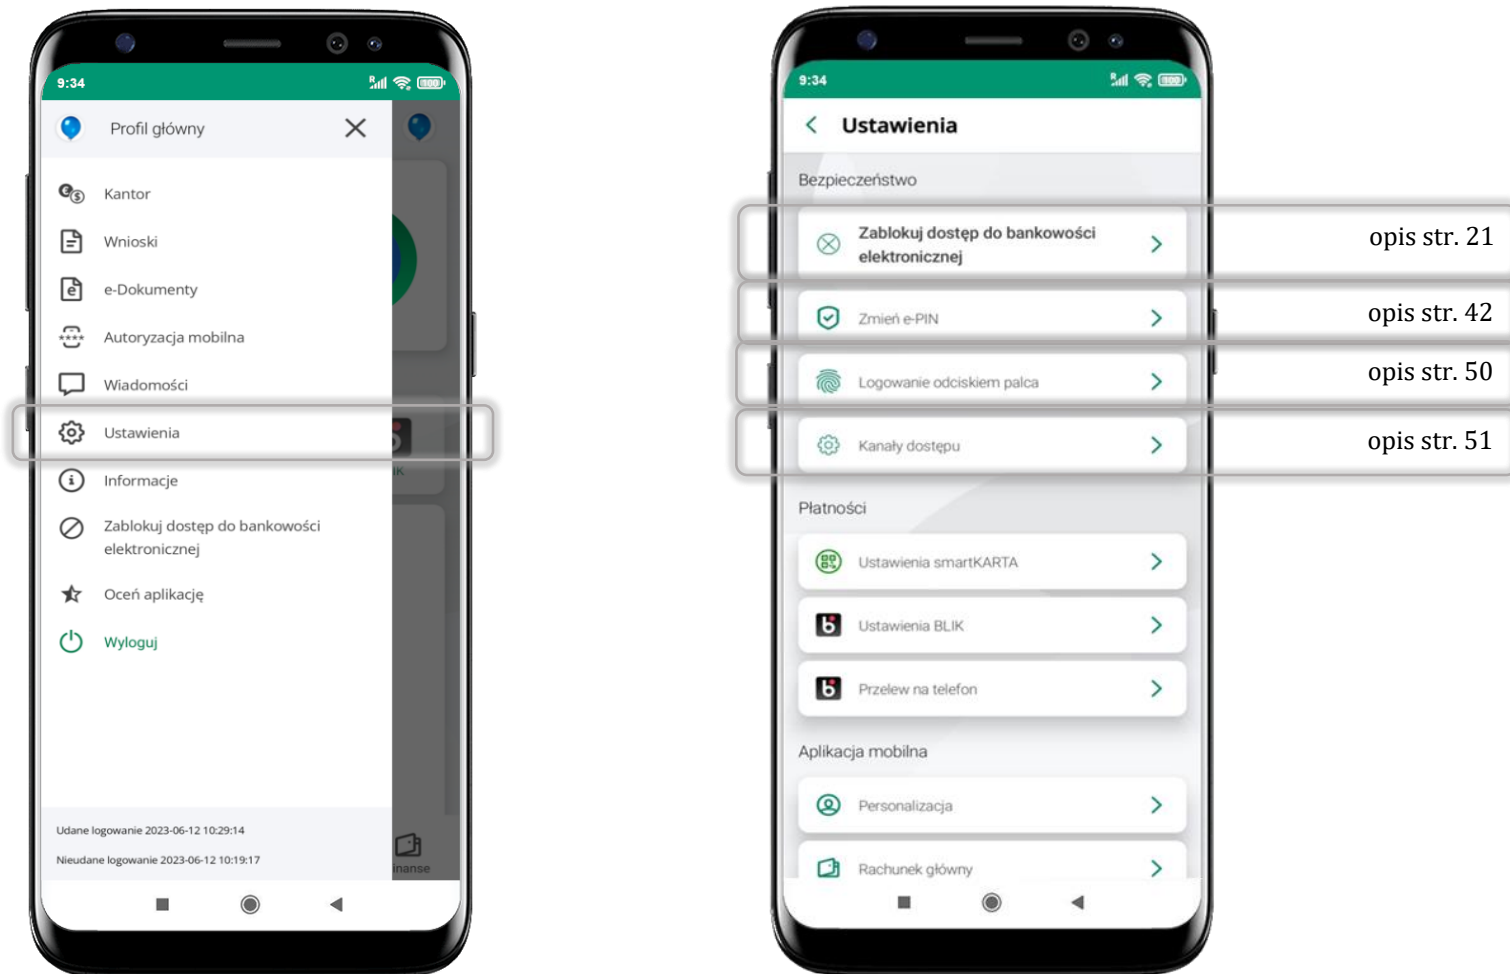 9:34
Profil główny
Kantor
Wnioski
e-Dokumenty
Autoryzacja mobilna
Wiadomości
Ustawienia
Informacje
Zablokuj dostęp do bankowości
elektronicznej
Oceń aplikację
Wyloguj
Udane logowanie 2023-06-12 10:29:14
Nieudane logowanie 2023-06-12 10:19:17
IK
inanse
9:34
Ustawienia
Bezpieczeństwo
Zablokuj dostęp do bankowości
elektronicznej
opis str. 21
Zmień e-PIN
opis str. 42
Logowanie odciskiem palca
opis str. 50
Kanały dostępu
opis str. 51
Płatności
Ustawienia smartKARTA
Ustawienia BLIK
Przelew na telefon
Aplikacja mobilna
Personalizacja
Rachunek główny